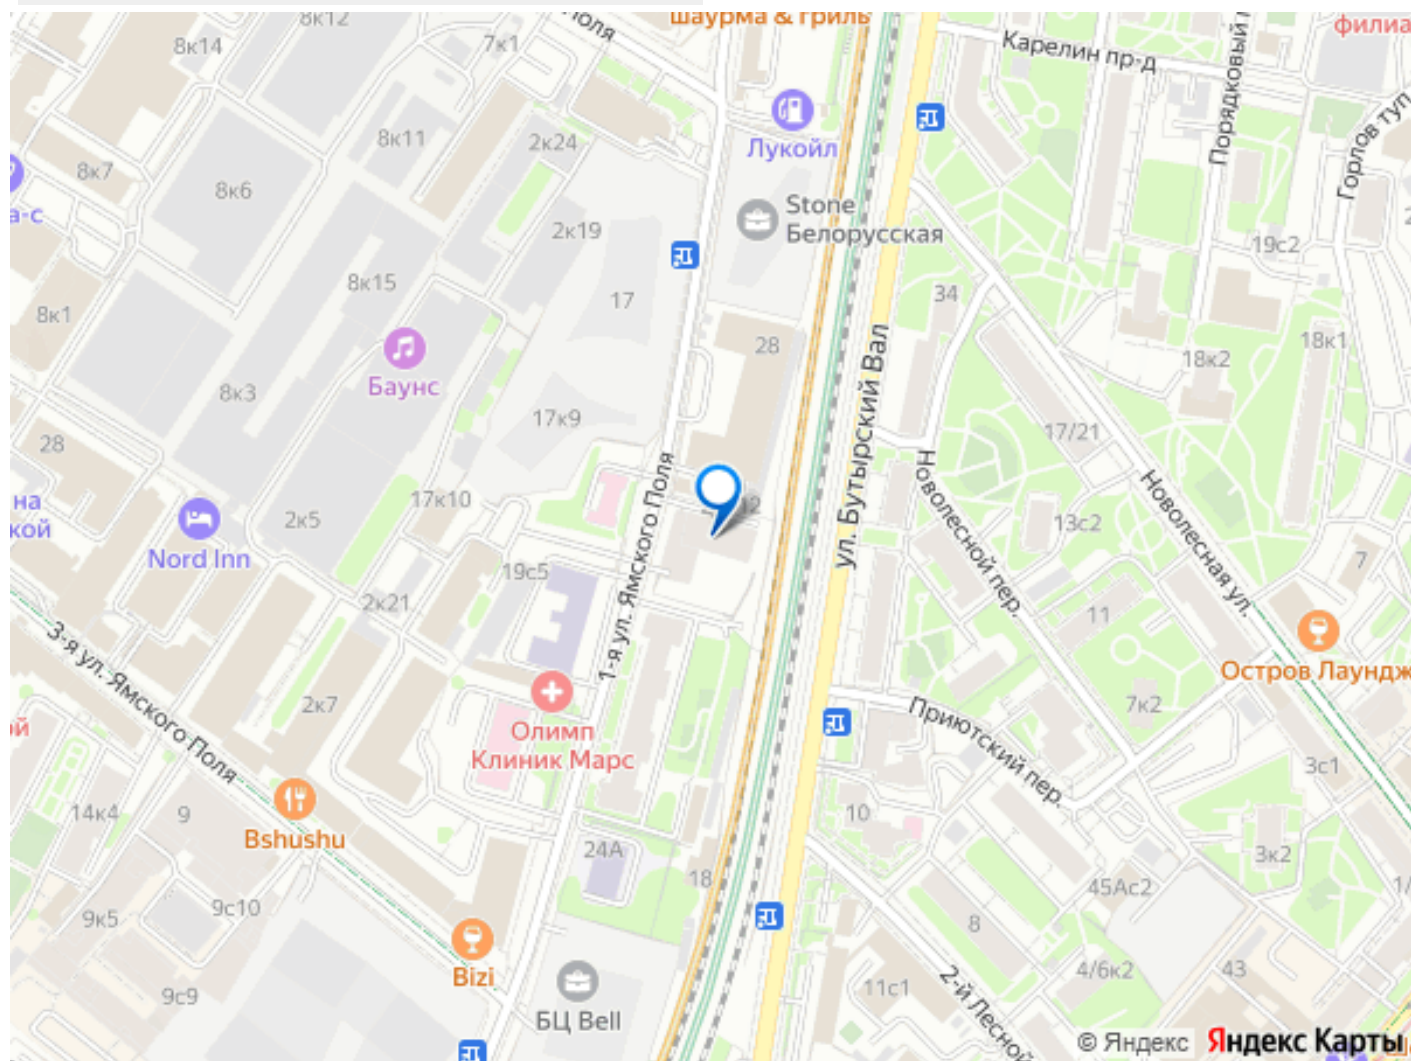 шаурма & гриль
филиа
8к12
Поля
8к14
7к1
Карелин пр-д
Порядковый
Горлов туп
8к11
2к24
Лукойл
8к7
8к6
а-с
Stone
Белорусская
2к19
19с2
8к15
17
34
8к1
28
18к1
18к2
Баунс
8к3
17к9
ул. Бутырский Вал
17/21
28
1-я ул. Ямского Поля
Новолесной пер.
Новолесная ул.
на
кой
17к10
2к5
13с2
Nord Inn
7
19с5
2к21
11
3-я ул. Ямского Поля
Остров Лаундж
2к7
7к2
ой
Олимп
Клиник Марс
Приютский пер.
3с1
14к4
9
10
Bshushu
24А
3к2
18
45Ас2
9к5
9с10
8
Bizi
4/6к2
43
9с9
11с1
2-й Лесной
БЦ Bell
© Яндекс Яндекс Карты